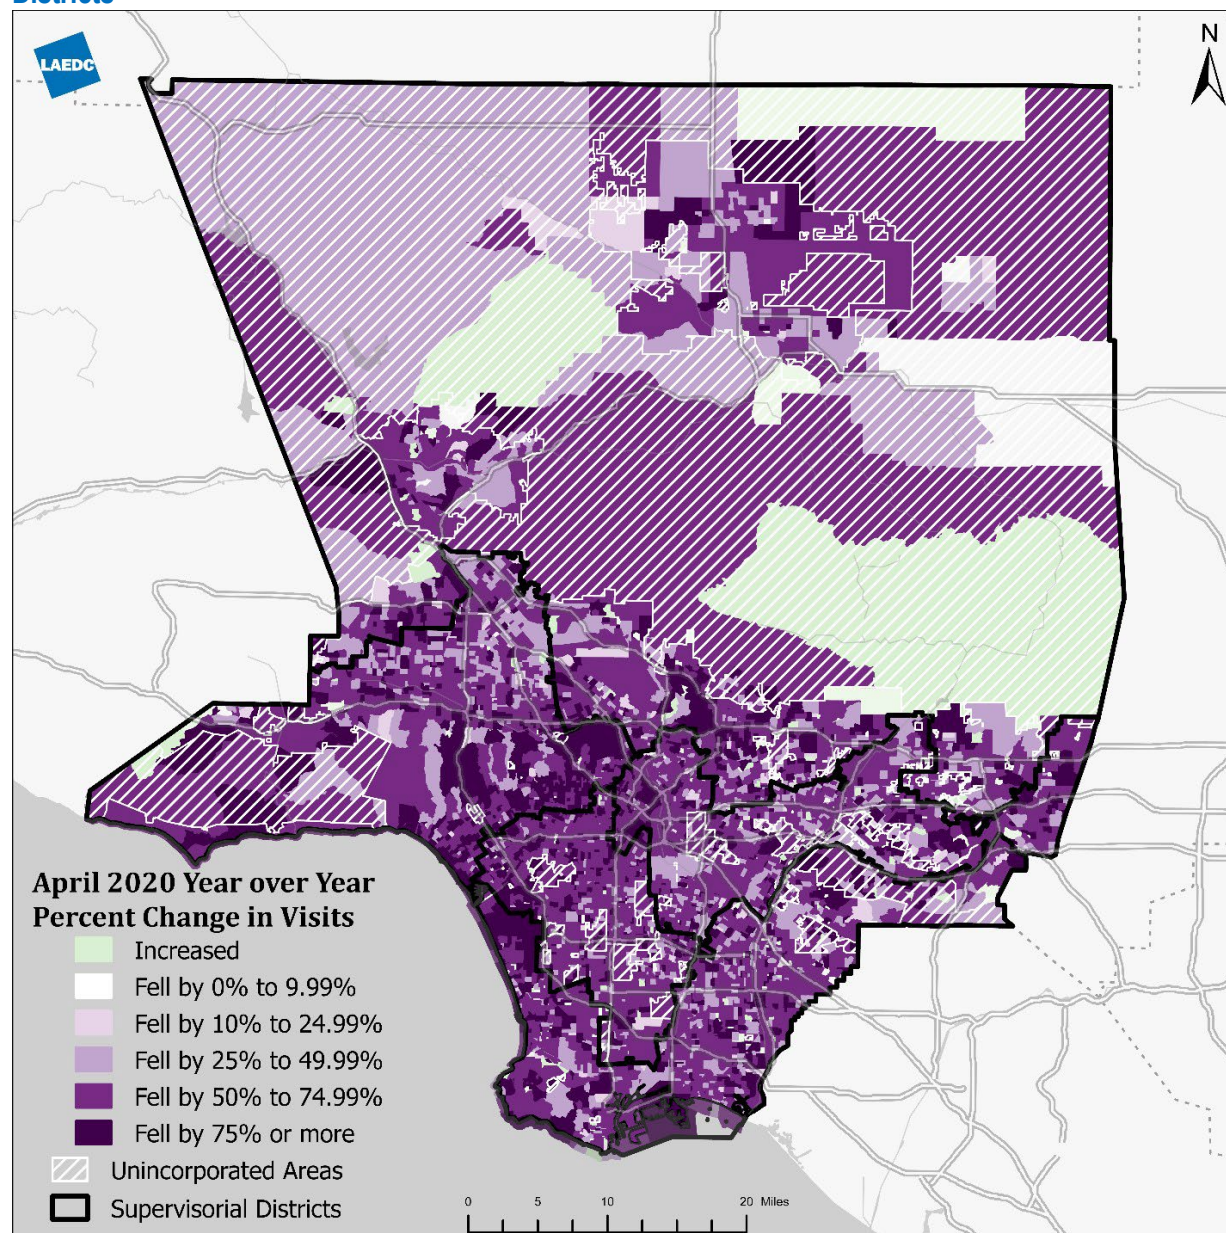 Districts
LAEDC
N
April 2020 Year over Year
Percent Change in Visits
Increased
Fell by 0% to 9.99%
Fell by 10% to 24.99%
Fell by 25% to 49.99%
Fell by 50% to 74.99%
Fell by 75% or more
Unincorporated Areas
Supervisorial Districts
0 5 10 20 Miles